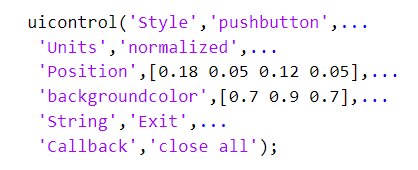 uicontrol('Style','pushbutton',...
'Units','normalized',...
'Position',[0.18 0.05 0.12 0.05],...
'backgroundcolor',[0.7 0.9 0.7],...
'String','Exit',...
'Callback','close all');